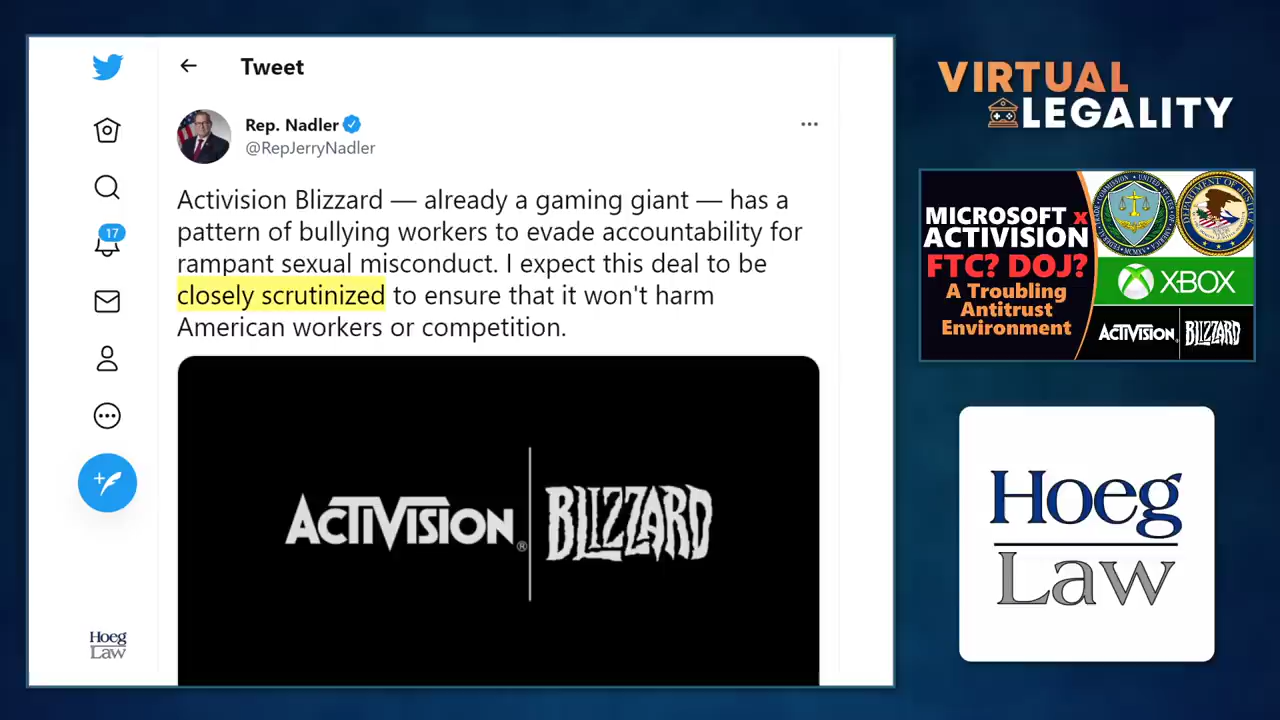 Tweet
Rep. Nadler
@RepJerryNadler
Activision Blizzard — already a gaming giant — has a
pattern of bullying workers to evade accountability for
rampant sexual misconduct. I expect this deal to be
closely scrutinized to ensure that it won't harm
American workers or competition.
ACTIVISION® | BLIZZARD
17
Hoeg
Law
VIRTUAL
LEGALITY
MICROSOFT x
ACTIVISION
FTC? DOJ?
A Troubling
Antitrust
Environment
XBOX
ACTIVISION | BLIZZARD
Hoeg
Law